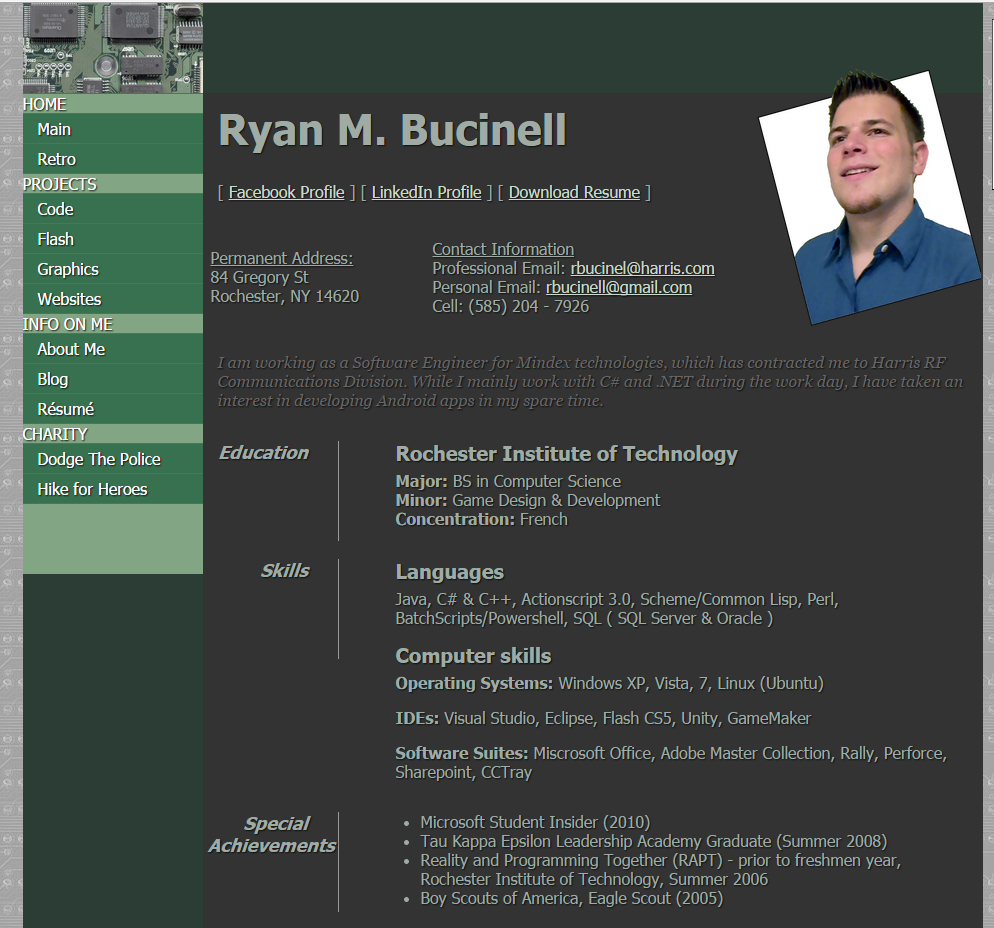 HOME
Main
Retro
PROJECTS
Code
Flash
Graphics
Websites
INFO ON ME
About Me
Blog
Résumé
CHARITY
Dodge The Police
Hike for Heroes
Ryan M. Bucinell
[ Facebook Profile ] [ LinkedIn Profile ] [ Download Resume ]
Permanent Address:
84 Gregory St
Rochester, NY 14620
Contact Information
Professional Email: rbucinel@harris.com
Personal Email: rbucinell@gmail.com
Cell: (585) 204 - 7926
I am working as a Software Engineer for Mindex technologies, which has contracted me to Harris RF
Communications Division. While I mainly work with C# and .NET during the work day, I have taken an
interest in developing Android apps in my spare time.
Education
Rochester Institute of Technology
Major: BS in Computer Science
Minor: Game Design & Development
Concentration: French
Skills
Languages
Java, C# & C++, Actionscript 3.0, Scheme/Common Lisp, Perl,
BatchScripts/Powershell, SQL ( SQL Server & Oracle )
Computer skills
Operating Systems: Windows XP, Vista, 7, Linux (Ubuntu)
IDEs: Visual Studio, Eclipse, Flash CS5, Unity, GameMaker
Software Suites: Miscrosoft Office, Adobe Master Collection, Rally, Perforce,
Sharepoint, CCTray
Special
Achievements
• Microsoft Student Insider (2010)
• Tau Kappa Epsilon Leadership Academy Graduate (Summer 2008)
• Reality and Programming Together (RAPT) - prior to freshmen year,
Rochester Institute of Technology, Summer 2006
• Boy Scouts of America, Eagle Scout (2005)